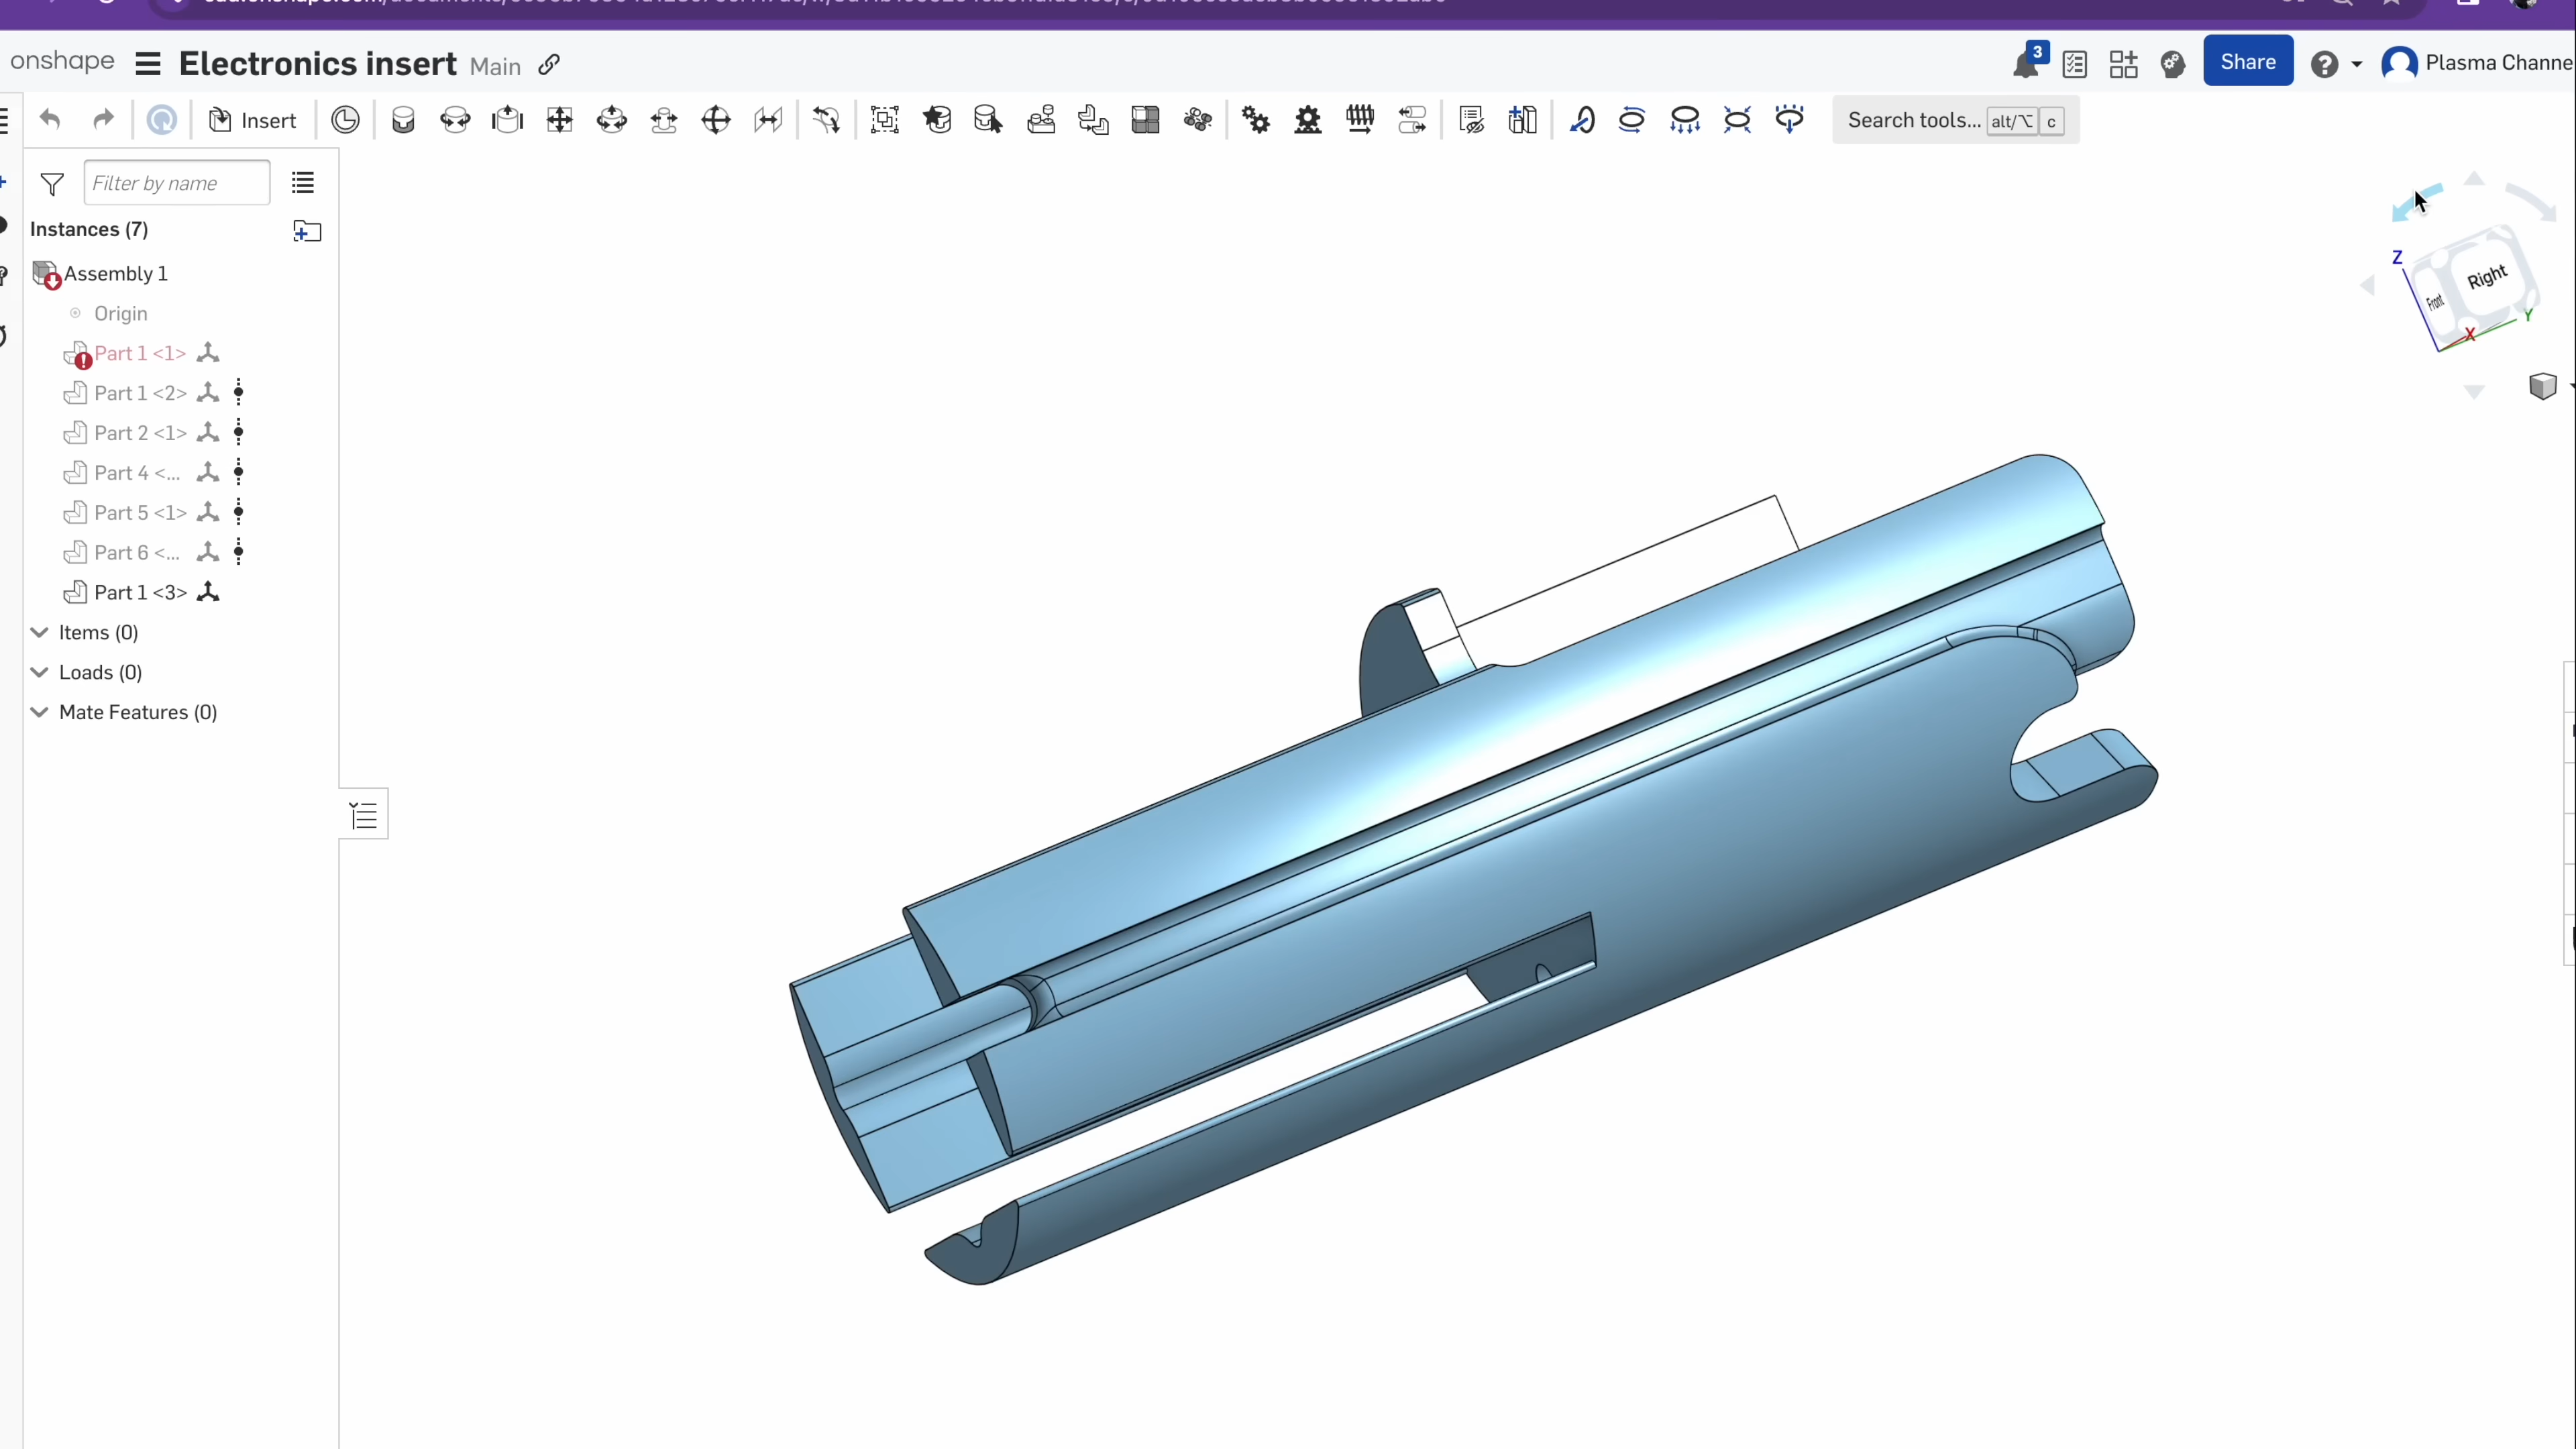 onshape Electronics insert Main
3
Share
Plasma Channe
Insert
Search tools... alt/⌥ c
Filter by name
Instances (7)
Assembly 1
Origin
Part 1 <1>
Part 1 <2>
Part 2 <1>
Part 4 <...
Part 5 <1>
Part 6 <...
Part 1 <3>
Items (0)
Loads (0)
Mate Features (0)
Z
Front
Right
X
Y